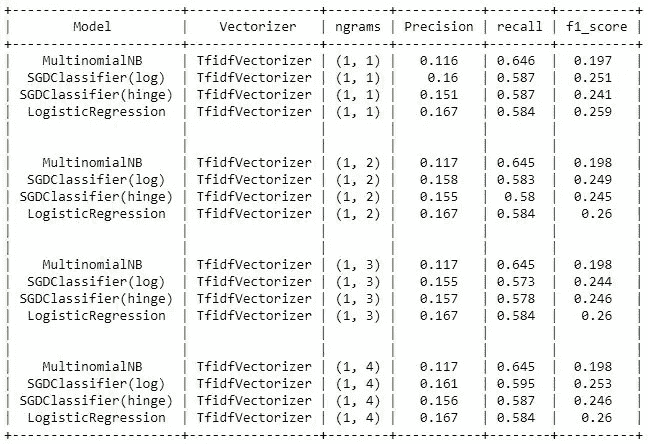 +------------------------+-----------------+--------+-----------+--------+----------+
| Model | Vectorizer | ngrams | Precision | recall | f1_score |
+------------------------+-----------------+--------+-----------+--------+----------+
| MultinomialNB | TfidfVectorizer | (1, 1) | 0.116 | 0.646 | 0.197 |
| SGDClassifier(log) | TfidfVectorizer | (1, 1) | 0.16 | 0.587 | 0.251 |
| SGDClassifier(hinge) | TfidfVectorizer | (1, 1) | 0.151 | 0.587 | 0.241 |
| LogisticRegression | TfidfVectorizer | (1, 1) | 0.167 | 0.584 | 0.259 |
| | | | | | |
| | | | | | |
| MultinomialNB | TfidfVectorizer | (1, 2) | 0.117 | 0.645 | 0.198 |
| SGDClassifier(log) | TfidfVectorizer | (1, 2) | 0.158 | 0.583 | 0.249 |
| SGDClassifier(hinge) | TfidfVectorizer | (1, 2) | 0.155 | 0.58 | 0.245 |
| LogisticRegression | TfidfVectorizer | (1, 2) | 0.167 | 0.584 | 0.26 |
| | | | | | |
| | | | | | |
| MultinomialNB | TfidfVectorizer | (1, 3) | 0.117 | 0.645 | 0.198 |
| SGDClassifier(log) | TfidfVectorizer | (1, 3) | 0.155 | 0.573 | 0.244 |
| SGDClassifier(hinge) | TfidfVectorizer | (1, 3) | 0.157 | 0.578 | 0.246 |
| LogisticRegression | TfidfVectorizer | (1, 3) | 0.167 | 0.584 | 0.26 |
| | | | | | |
| | | | | | |
| MultinomialNB | TfidfVectorizer | (1, 4) | 0.117 | 0.645 | 0.198 |
| SGDClassifier(log) | TfidfVectorizer | (1, 4) | 0.161 | 0.595 | 0.253 |
| SGDClassifier(hinge) | TfidfVectorizer | (1, 4) | 0.156 | 0.587 | 0.246 |
| LogisticRegression | TfidfVectorizer | (1, 4) | 0.167 | 0.584 | 0.26 |
+------------------------+-----------------+--------+-----------+--------+----------+